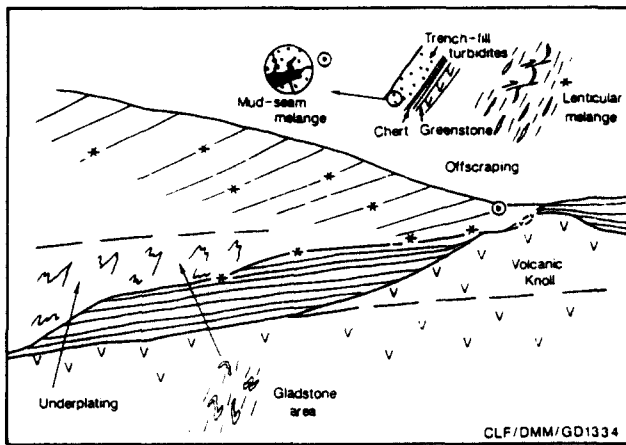 Trench-fill
turbidites
Mud-seam
melange
Chert
Greenstone
Lenticular
melange
Offscraping
Volcanic
Knoll
Underplating
Gladstone
area
CLF/DMM/GD1334